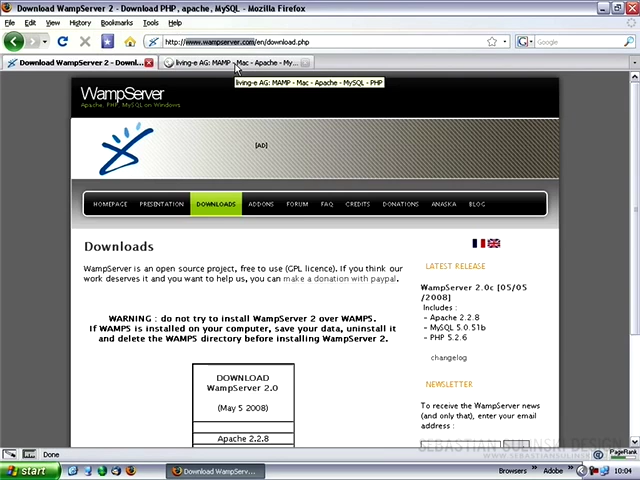 Download WampServer 2 - Download PHP, apache, MySQL - Mozilla Firefox
File Edit View History Bookmarks Tools Help
http://www.wampserver.com/en/download.php
Google
Download WampServer 2 - Downl...
living-e AG: MAMP - Mac - Apache - My...
living-e AG: MAMP - Mac - Apache - MySQL - PHP
WampServer
Apache, PHP, MySQL on Windows
[AD]
HOMEPAGE PRESENTATION DOWNLOADS ADDONS FORUM FAQ CREDITS DONATIONS ANASKA BLOG
Downloads
WampServer is an open source project, free to use (GPL licence). If you think our
work deserves it and you want to help us, you can make a donation with paypal.
WARNING : do not try to install WampServer 2 over WAMP5.
If WAMP5 is installed on your computer, save your data, uninstall it
and delete the WAMP5 directory before installing WampServer 2.
DOWNLOAD
WampServer 2.0
(May 5 2008)
Apache 2.2.8
LATEST RELEASE
WampServer 2.0c [05/05
/2008]
Includes :
- Apache 2.2.8
- MySQL 5.0.51b
- PHP 5.2.6
changelog
NEWSLETTER
To receive the WampServer news
(and only that), enter your email
address :
SEBASTIAN SULINSKI DESIGN
Done
PageRank
start
Download WampServ...
Browsers
Adobe
10:04